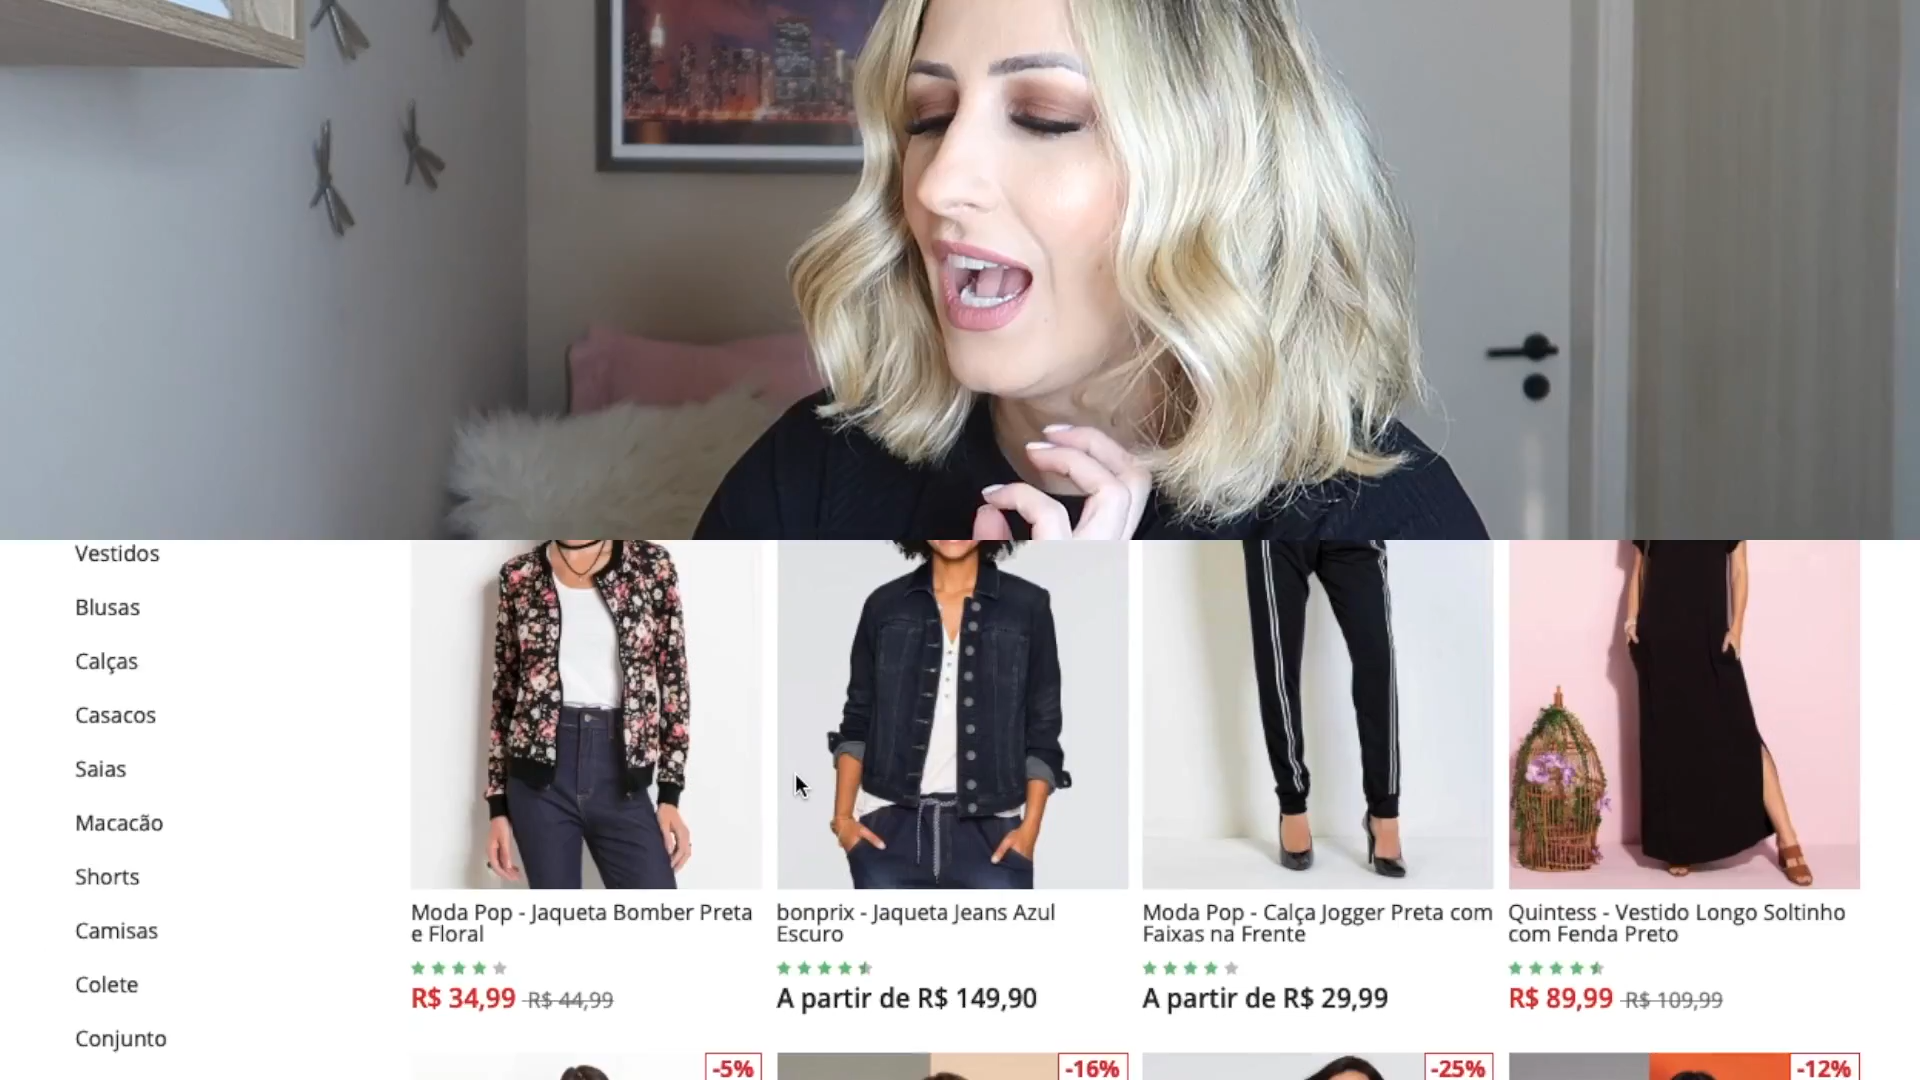 Vestidos
Blusas
Calças
Casacos
Saias
Macacão
Shorts
Camisas
Colete
Conjunto
Moda Pop - Jaqueta Bomber Preta
e Floral
R$ 34,99 R$ 44,99
bonprix - Jaqueta Jeans Azul
Escuro
A partir de R$ 149,90
Moda Pop - Calça Jogger Preta com
Faixas na Frente
A partir de R$ 29,99
Quintess - Vestido Longo Soltinho
com Fenda Preto
R$ 89,99 R$ 109,99
-5%
-16%
-25%
-12%